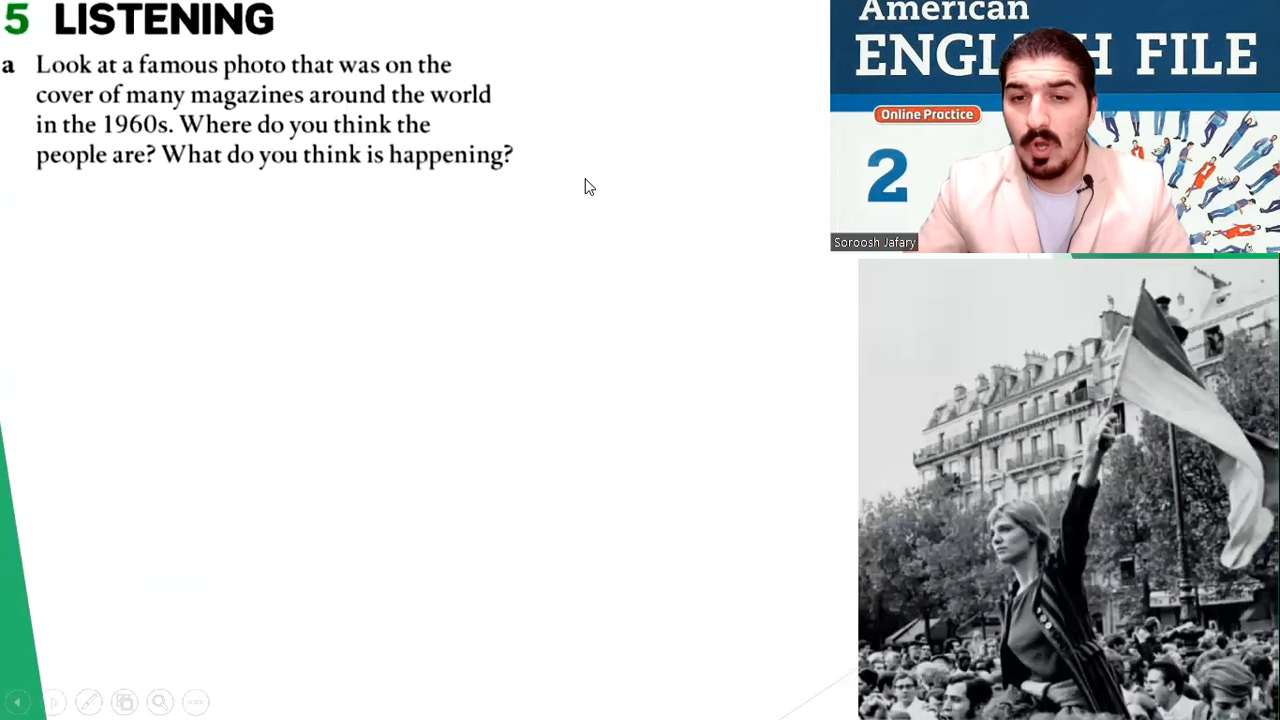 5 LISTENING
a Look at a famous photo that was on the
cover of many magazines around the world
in the 1960s. Where do you think the
people are? What do you think is happening?
American
ENGLISH FILE
Online Practice
2
Soroosh Jafary